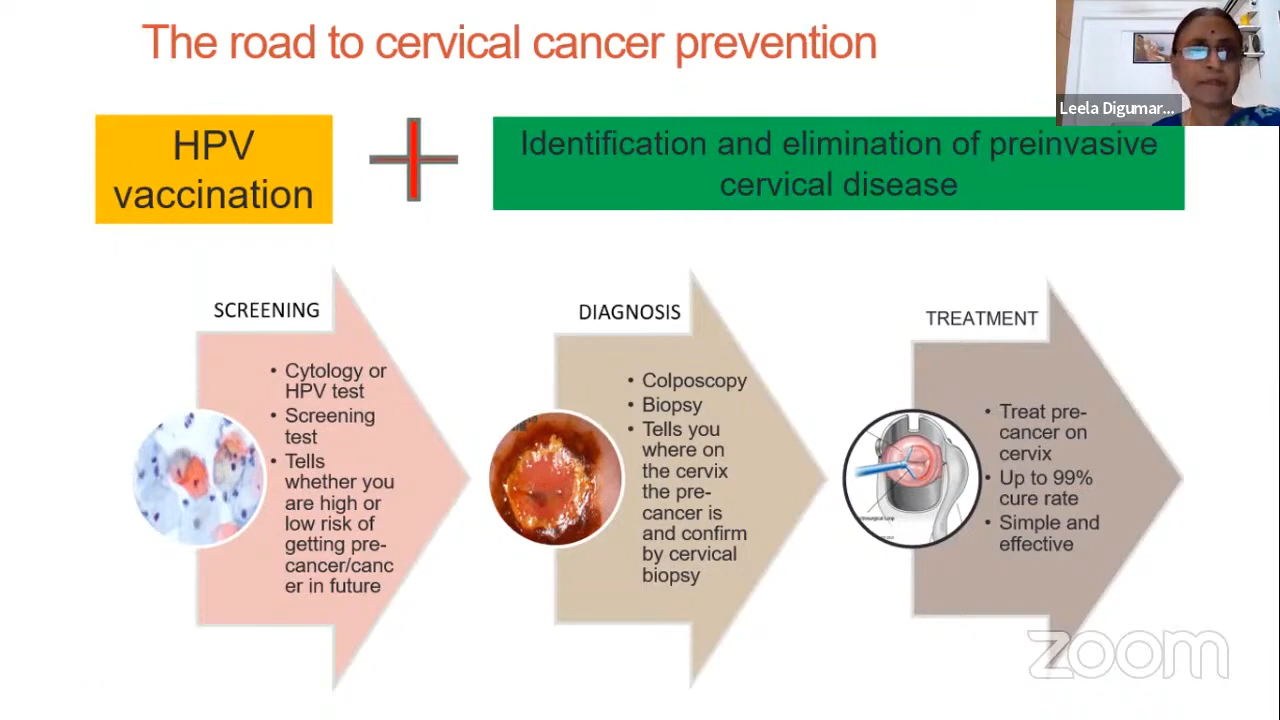 The road to cervical cancer prevention
Leela Digumar...
HPV
vaccination
Identification and elimination of preinvasive
cervical disease
SCREENING
• Cytology or
HPV test
• Screening
test
• Tells
whether you
are high or
low risk of
getting pre-
cancer/canc
er in future
DIAGNOSIS
• Colposcopy
• Biopsy
• Tells you
where on
the cervix
the pre-
cancer is
and confirm
by cervical
biopsy
TREATMENT
• Treat pre-
cancer on
cervix
• Up to 99%
cure rate
• Simple and
effective
zoom